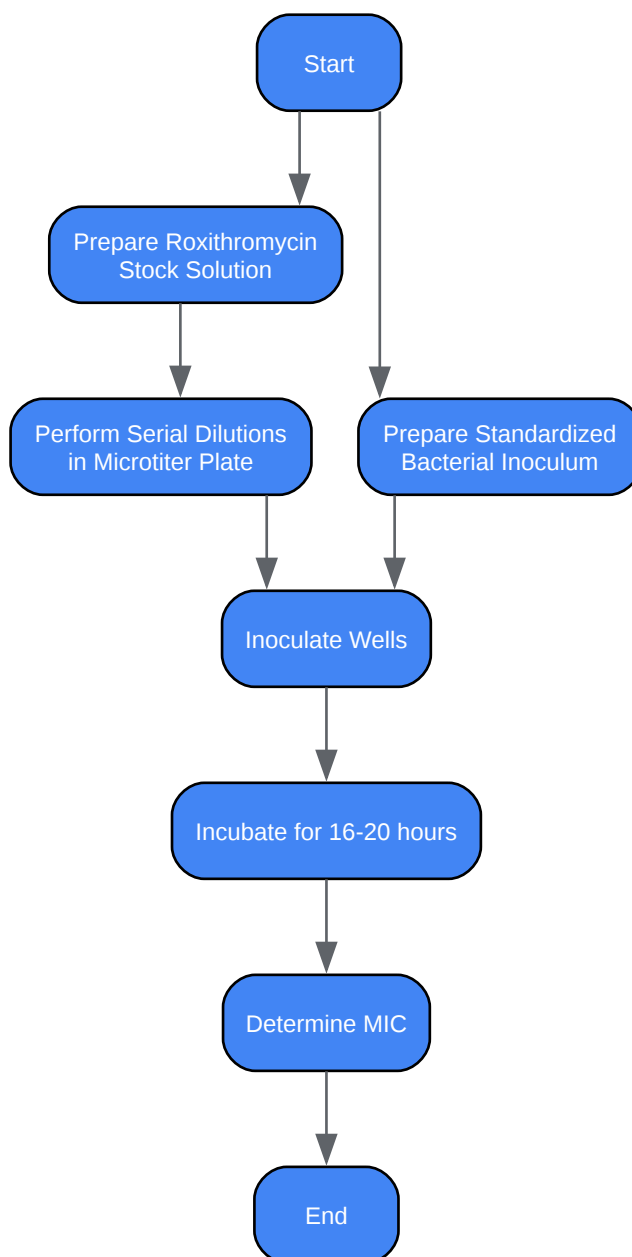 Start
Prepare Roxithromycin
Stock Solution
Perform Serial Dilutions
in Microtiter Plate
Prepare Standardized
Bacterial Inoculum
Inoculate Wells
Incubate for 16-20 hours
Determine MIC
End